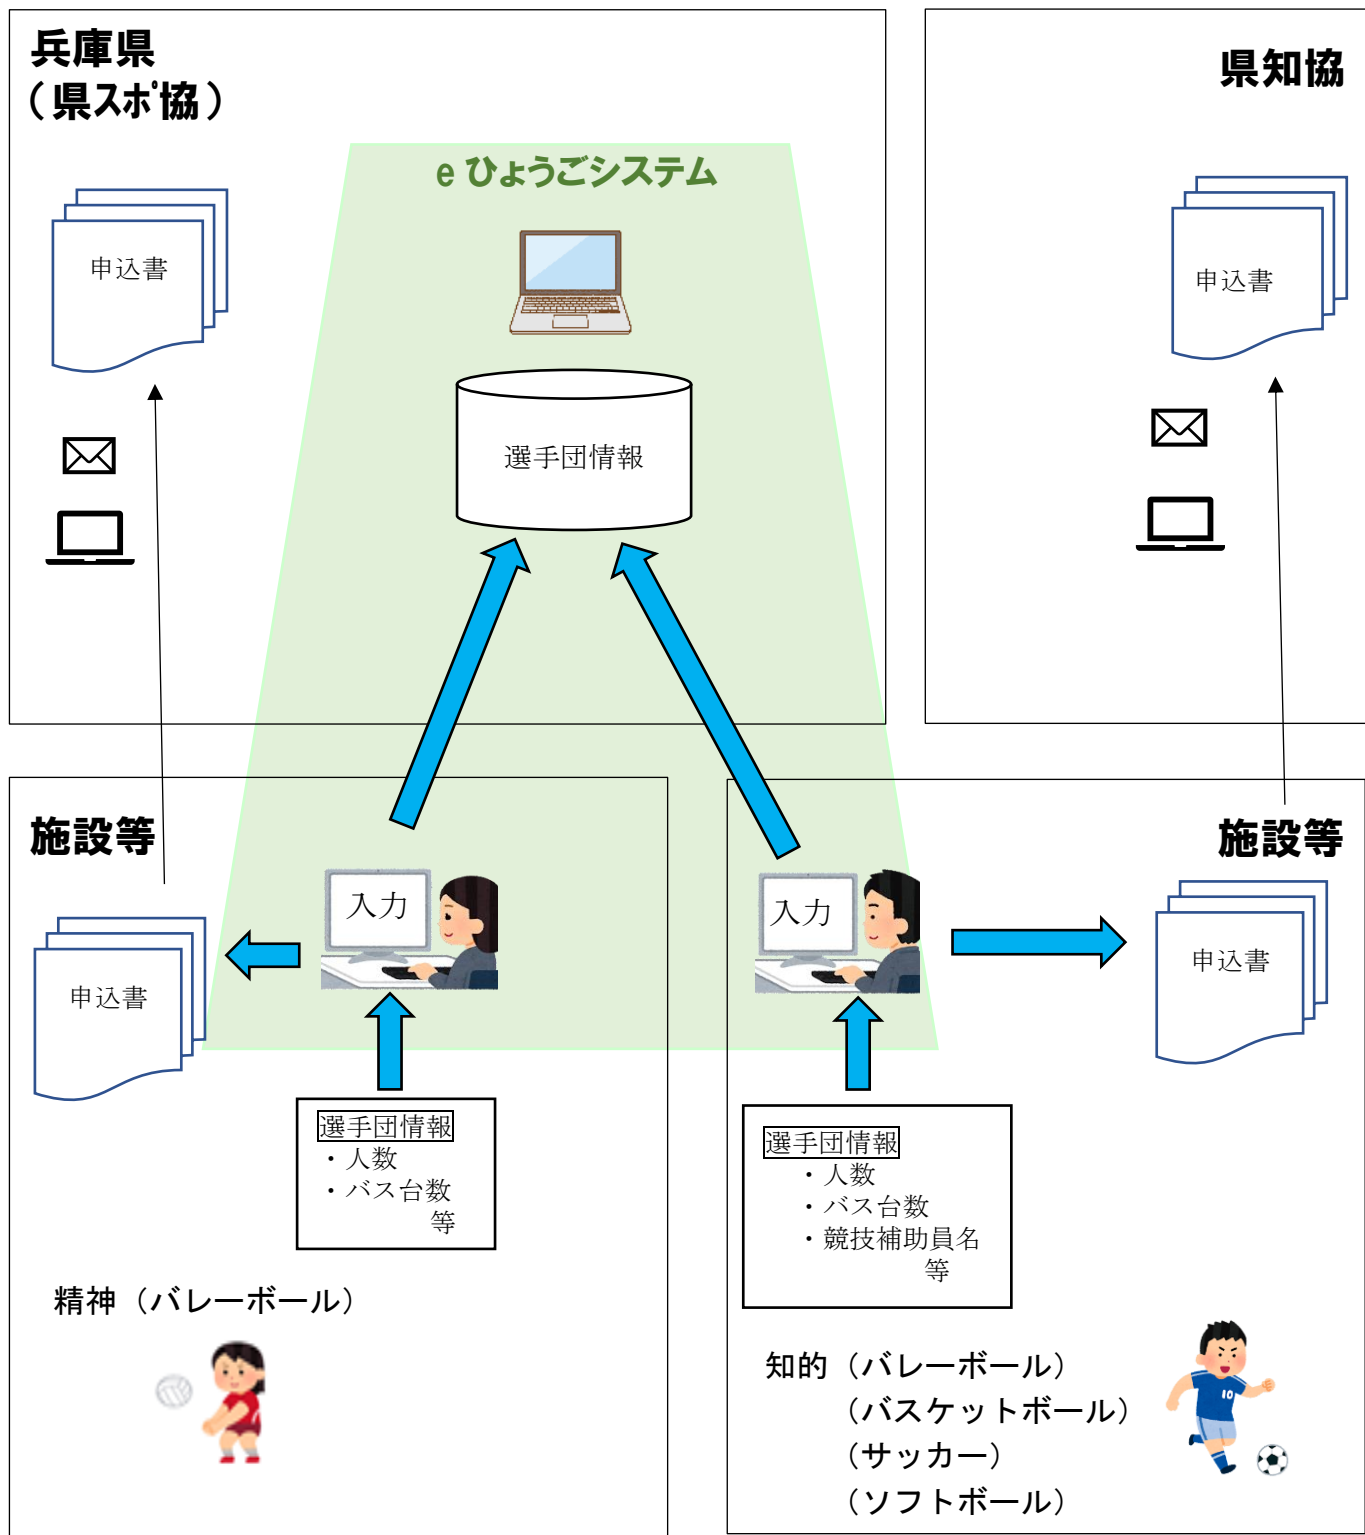 兵庫県
（県スポ協）
県知協
e ひょうごシステム
申込書
申込書
選手団情報
施設等
施設等
入力
入力
申込書
申込書
選手団情報
・人数
・バス台数
等
選手団情報
・人数
・バス台数
・競技補助員名
等
精神（バレーボール）
知的（バレーボール）
（バスケットボール）
（サッカー）
（ソフトボール）
10